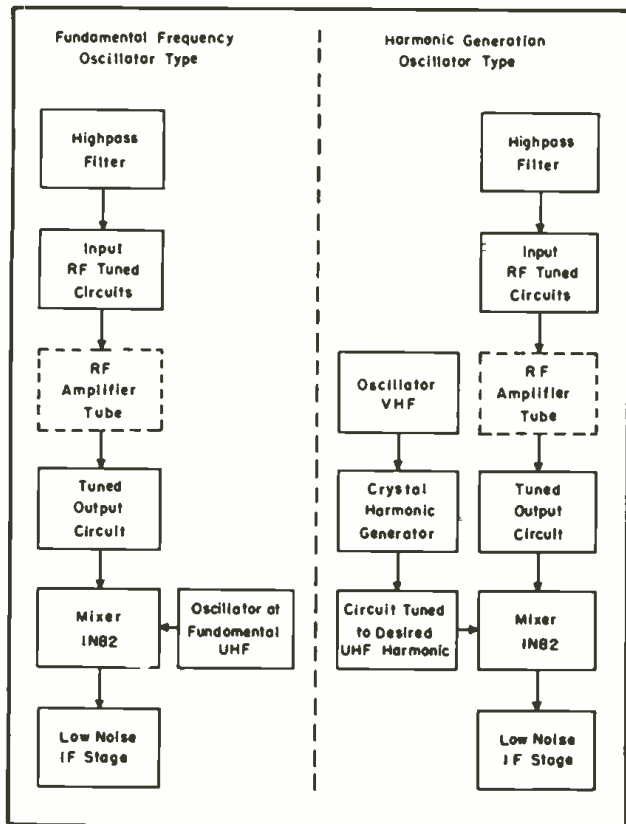 Fundamental Frequency
Oscillator Type
Highpass
Filter
Input
RF Tuned
Circuits
RF
Amplifier
Tube
Tuned
Output
Circuit
Mixer
1N82
Oscillator at
Fundamental
UHF
Low Noise
IF Stage
Harmonic Generation
Oscillator Type
Highpass
Filter
Input
RF Tuned
Circuits
Oscillator
VHF
RF
Amplifier
Tube
Crystal
Harmonic
Generator
Tuned
Output
Circuit
Circuit Tuned
to Desired
UHF Harmonic
Mixer
1N82
Low Noise
IF Stage